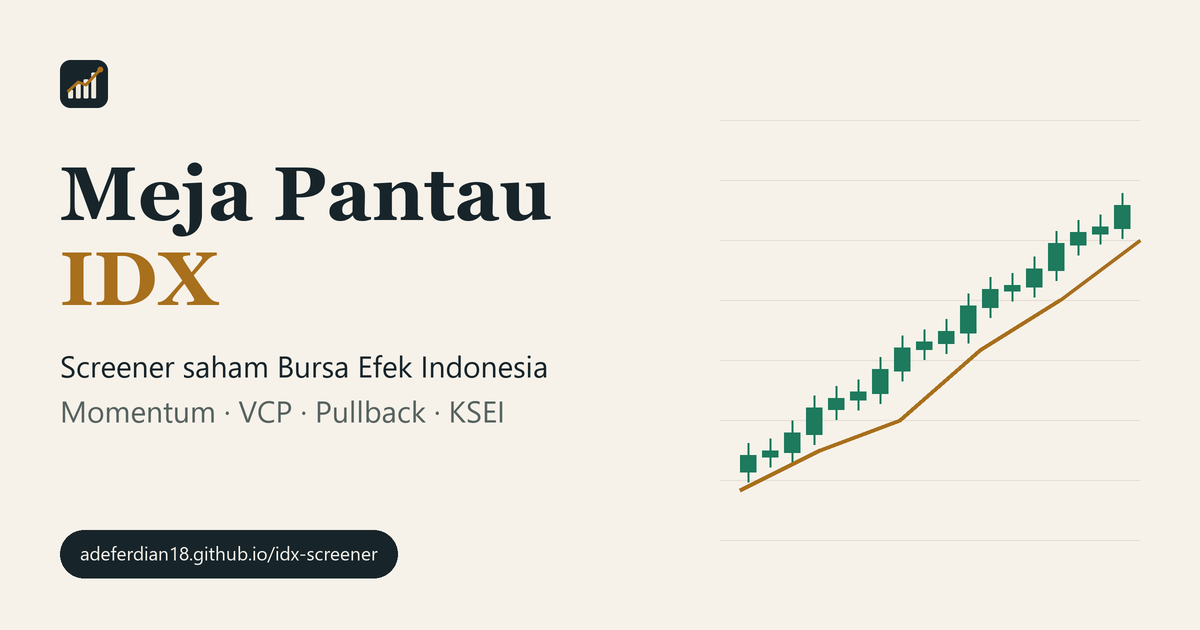 Meja Pantau
IDX
Screener saham Bursa Efek Indonesia
Momentum · VCP · Pullback · KSEI
adeferdian18.github.io/idx-screener